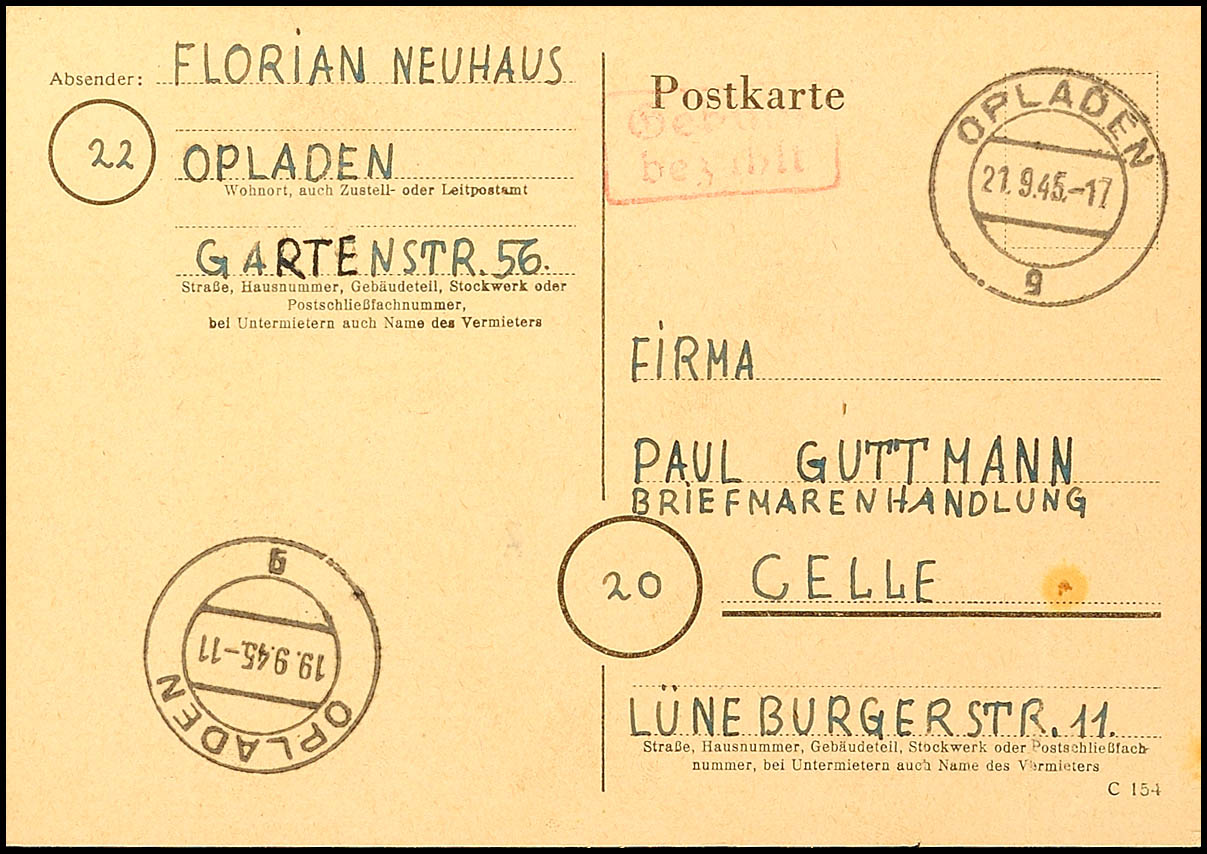 Absender: FLORIAN NEUHAUS
22 OPLADEN
Wohnort, auch Zustell- oder Leitpostamt
GARTENSTR. 56.
Straße, Hausnummer, Gebäudeteil, Stockwerk oder
Postschließfachnummer,
bei Untermietern auch Name des Vermieters
OPLADEN
19.9.45.-11
g
Postkarte
bezahlt
OPLADEN
21.9.45.-17
g
FIRMA
PAUL GUTTMANN
BRIEFMARENHANDLUNG
20 CELLE
LÜNEBURGERSTR. 11.
Straße, Hausnummer, Gebäudeteil, Stockwerk oder Postschließfach-
nummer, bei Untermietern auch Name des Vermieters
C 154